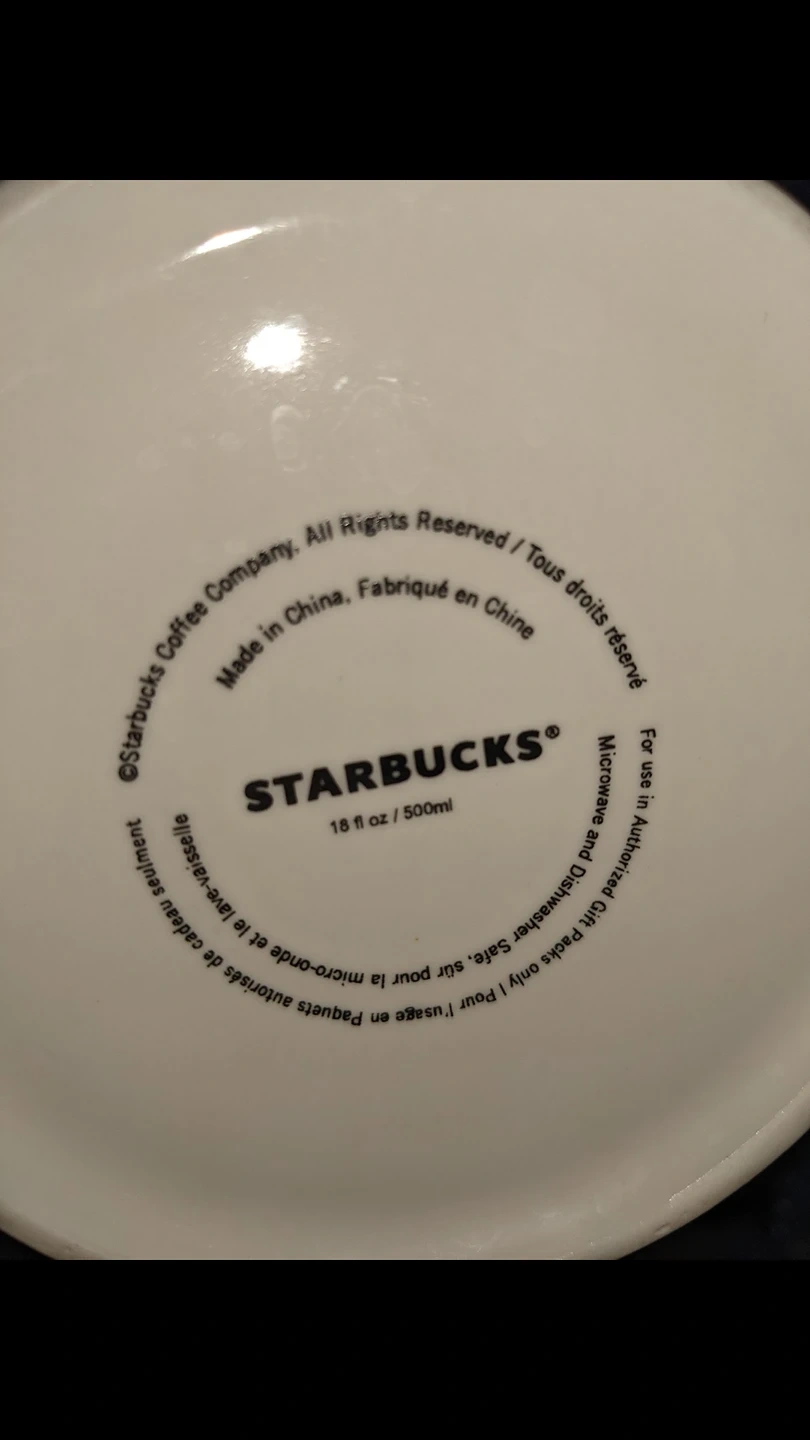 ©Starbucks Coffee Company, All Rights Reserved / Tous droits réservé
Made in China, Fabriqué en Chine
STARBUCKS®
18 fl oz / 500ml
Microwave and Dishwasher Safe, sûr pour la micro-onde et le lave-vaisselle
For use in Authorized Gift Packs only | Pour l'usage en Paquets autorisés de cadeau seulment